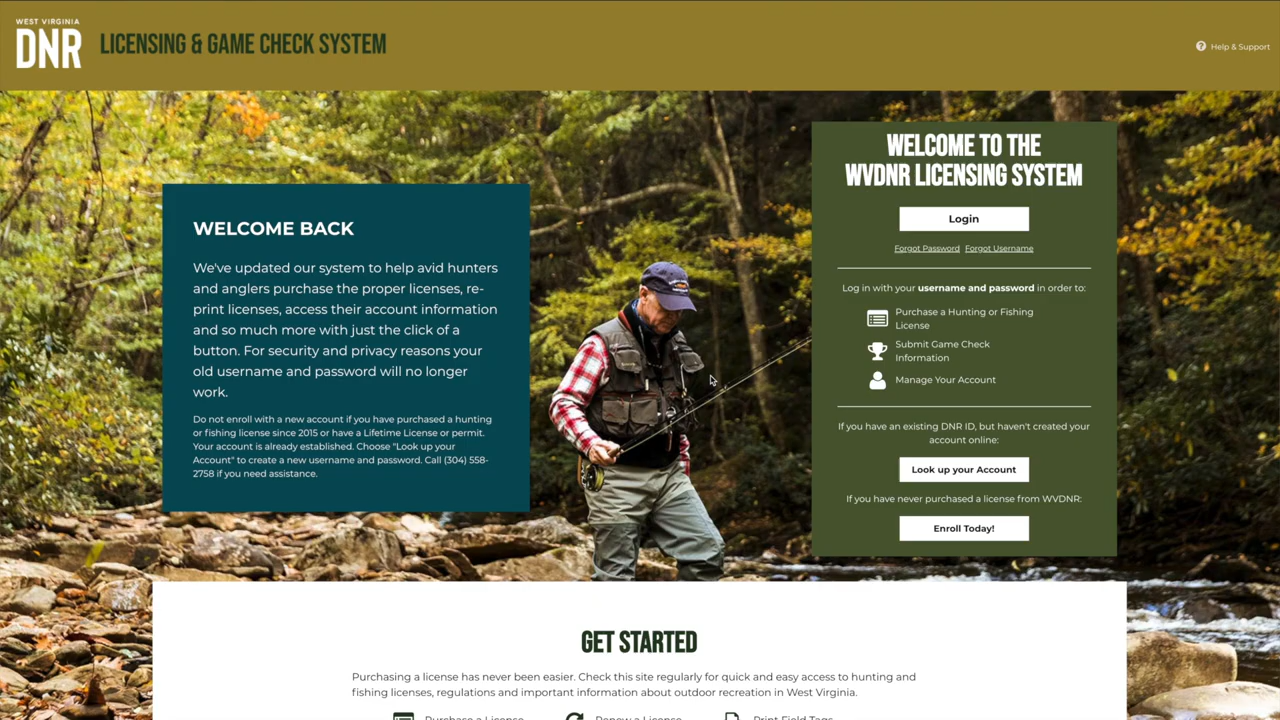 WEST VIRGINIA
DNR
LICENSING & GAME CHECK SYSTEM
Help & Support
WELCOME BACK
We've updated our system to help avid hunters
and anglers purchase the proper licenses, re-
print licenses, access their account information
and so much more with just the click of a
button. For security and privacy reasons your
old username and password will no longer
work.
Do not enroll with a new account if you have purchased a hunting
or fishing license since 2015 or have a Lifetime License or permit.
Your account is already established. Choose "Look up your
Account" to create a new username and password. Call (304) 558-
2758 if you need assistance.
WELCOME TO THE
WVDNR LICENSING SYSTEM
Login
Forgot Password Forgot Username
Log in with your username and password in order to:
Purchase a Hunting or Fishing
License
Submit Game Check
Information
Manage Your Account
If you have an existing DNR ID, but haven't created your
account online:
Look up your Account
If you have never purchased a license from WVDNR:
Enroll Today!
GET STARTED
Purchasing a license has never been easier. Check this site regularly for quick and easy access to hunting and
fishing licenses, regulations and important information about outdoor recreation in West Virginia.
Purchase a License Renew a License Print Field Tags